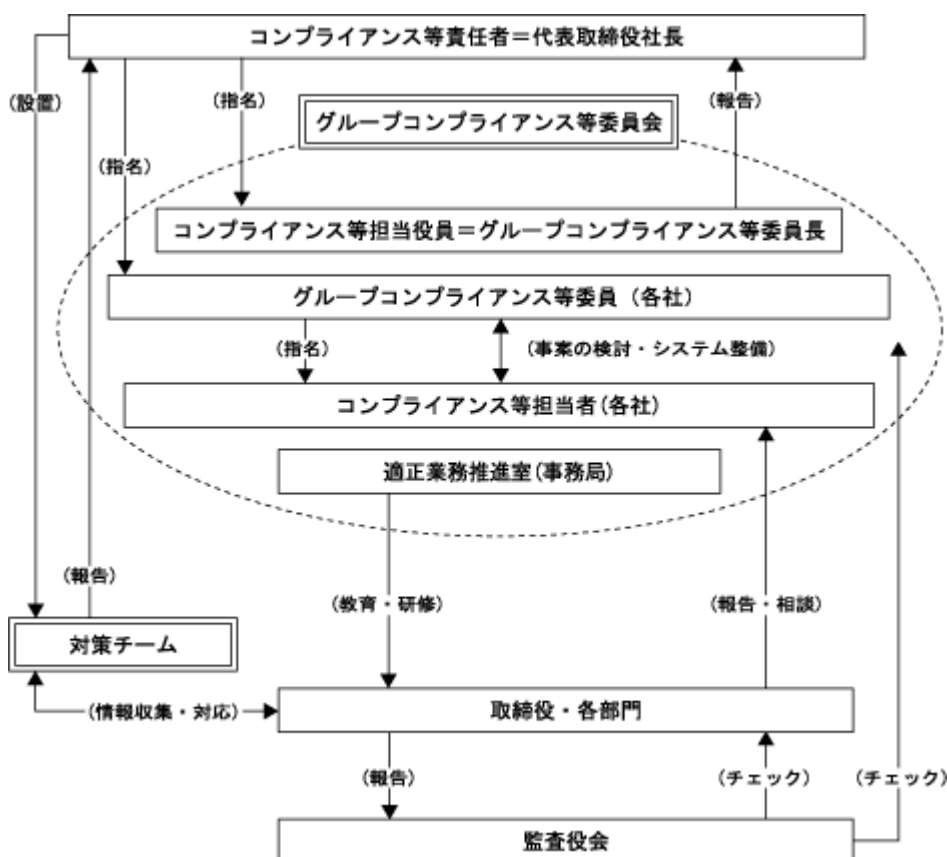 コンプライアンス等責任者＝代表取締役社長
(設置)
(指名)
(報告)
グループコンプライアンス等委員会
(指名)
コンプライアンス等担当役員＝グループコンプライアンス等委員長
グループコンプライアンス等委員（各社）
(指名)
(事案の検討・システム整備)
コンプライアンス等担当者(各社)
適正業務推進室(事務局)
(報告)
(教育・研修)
(報告・相談)
対策チーム
(情報収集・対応)
取締役・各部門
(報告)
(チェック)
(チェック)
監査役会